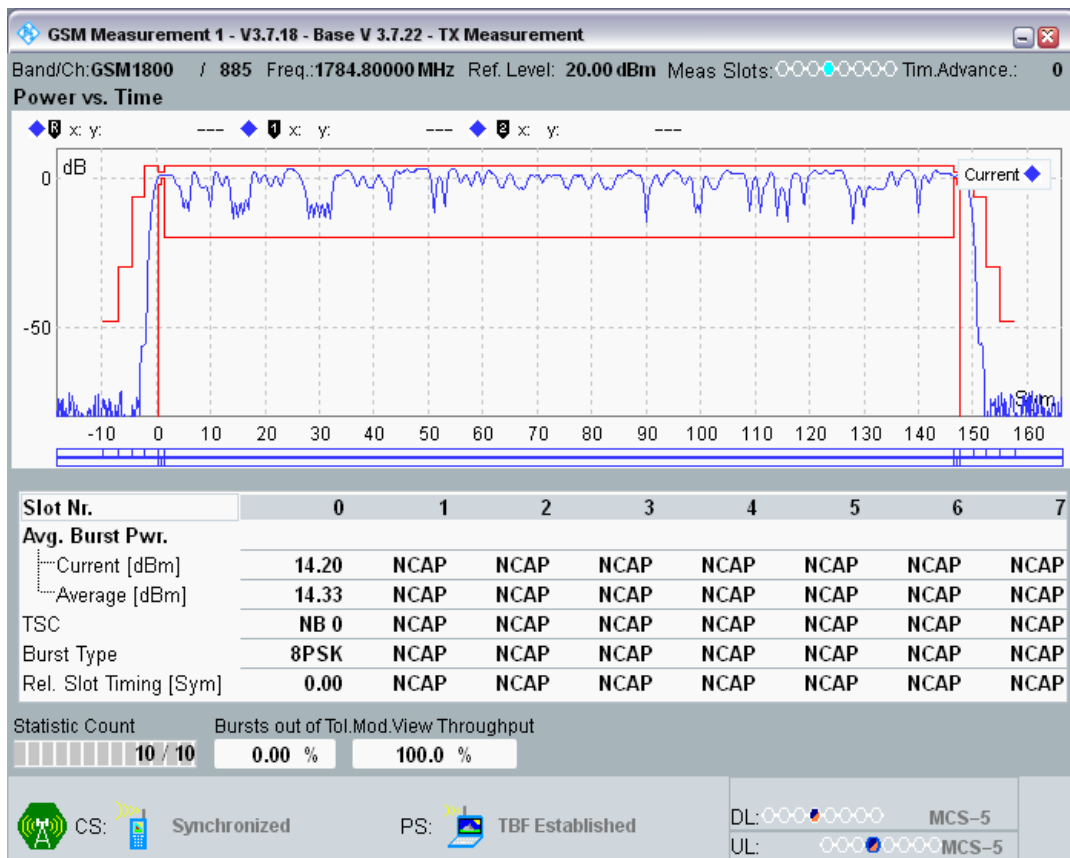 GSM Measurement 1 - V3.7.18 - Base V 3.7.22 - TX Measurement
Band/Ch:GSM1800 / 885 Freq.:1784.80000 MHz Ref. Level: 20.00 dBm Meas Slots: Tim.Advance.: 0
Power vs. Time
R x: y: --- 1 x: y: --- 2 x: y: ---
dB
Current
0
-50
Sym
-10 0 10 20 30 40 50 60 70 80 90 100 110 120 130 140 150 160
Slot Nr. 0 1 2 3 4 5 6 7
Avg. Burst Pwr.
Current [dBm] 14.20 NCAP NCAP NCAP NCAP NCAP NCAP NCAP
Average [dBm] 14.33 NCAP NCAP NCAP NCAP NCAP NCAP NCAP
TSC NB 0 NCAP NCAP NCAP NCAP NCAP NCAP NCAP
Burst Type 8PSK NCAP NCAP NCAP NCAP NCAP NCAP NCAP
Rel. Slot Timing [Sym] 0.00 NCAP NCAP NCAP NCAP NCAP NCAP NCAP
Statistic Count Bursts out of Tol.Mod.View Throughput
10 / 10 0.00 % 100.0 %
CS: Synchronized PS: TBF Established
DL: MCS-5
UL: MCS-5